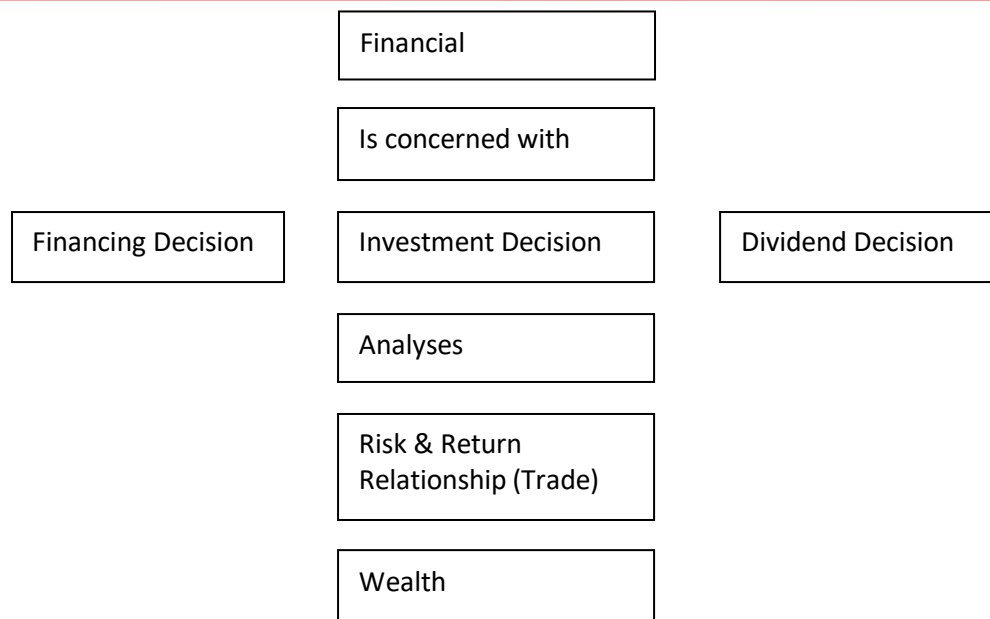 Financial
Is concerned with
Financing Decision
Investment Decision
Dividend Decision
Analyses
Risk & Return
Relationship (Trade)
Wealth